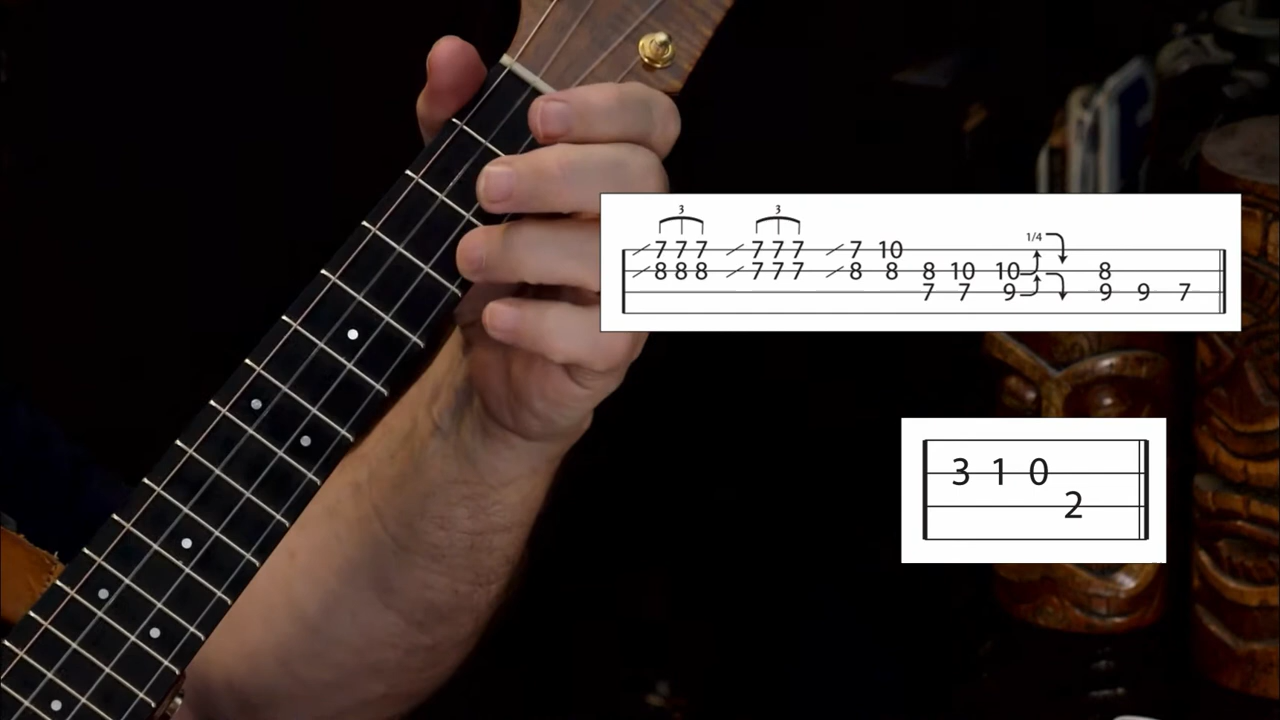 3 3
1/4
7 7 7 7 7 7 7 10
8 8 8 7 7 7 8 8 8 10 10 8
7 7 9 9 9 7
3 1 0
2